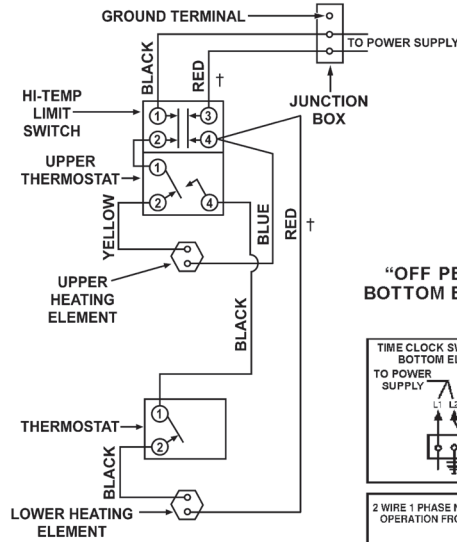 GROUND TERMINAL
TO POWER SUPPLY
BLACK
RED
†
JUNCTION
BOX
HI-TEMP
LIMIT
SWITCH
1
3
2
4
UPPER
THERMOSTAT
1
2
4
YELLOW
BLUE
RED
†
UPPER
HEATING
ELEMENT
BLACK
THERMOSTAT
1
2
BLACK
LOWER HEATING
ELEMENT
"OFF PE
BOTTOM E
TIME CLOCK SW
BOTTOM EL
TO POWER
SUPPLY
L1 L2
2 WIRE 1 PHASE N
OPERATION FRO